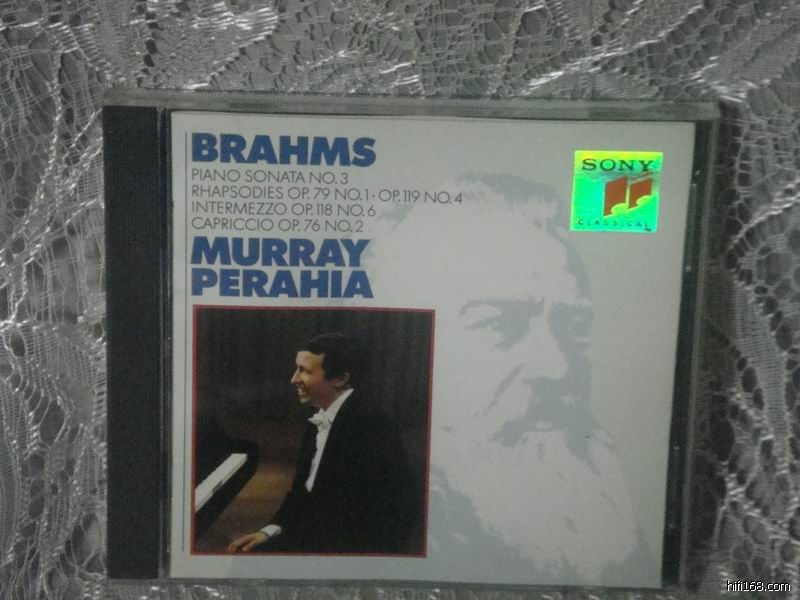 BRAHMS
PIANO SONATA NO. 3
RHAPSODIES OP. 79 NO. 1 · OP. 119 NO. 4
INTERMEZZO OP. 118 NO. 6
CAPRICCIO OP. 76 NO. 2
MURRAY
PERAHIA
SONY
CLASSICAL
hifi168.com